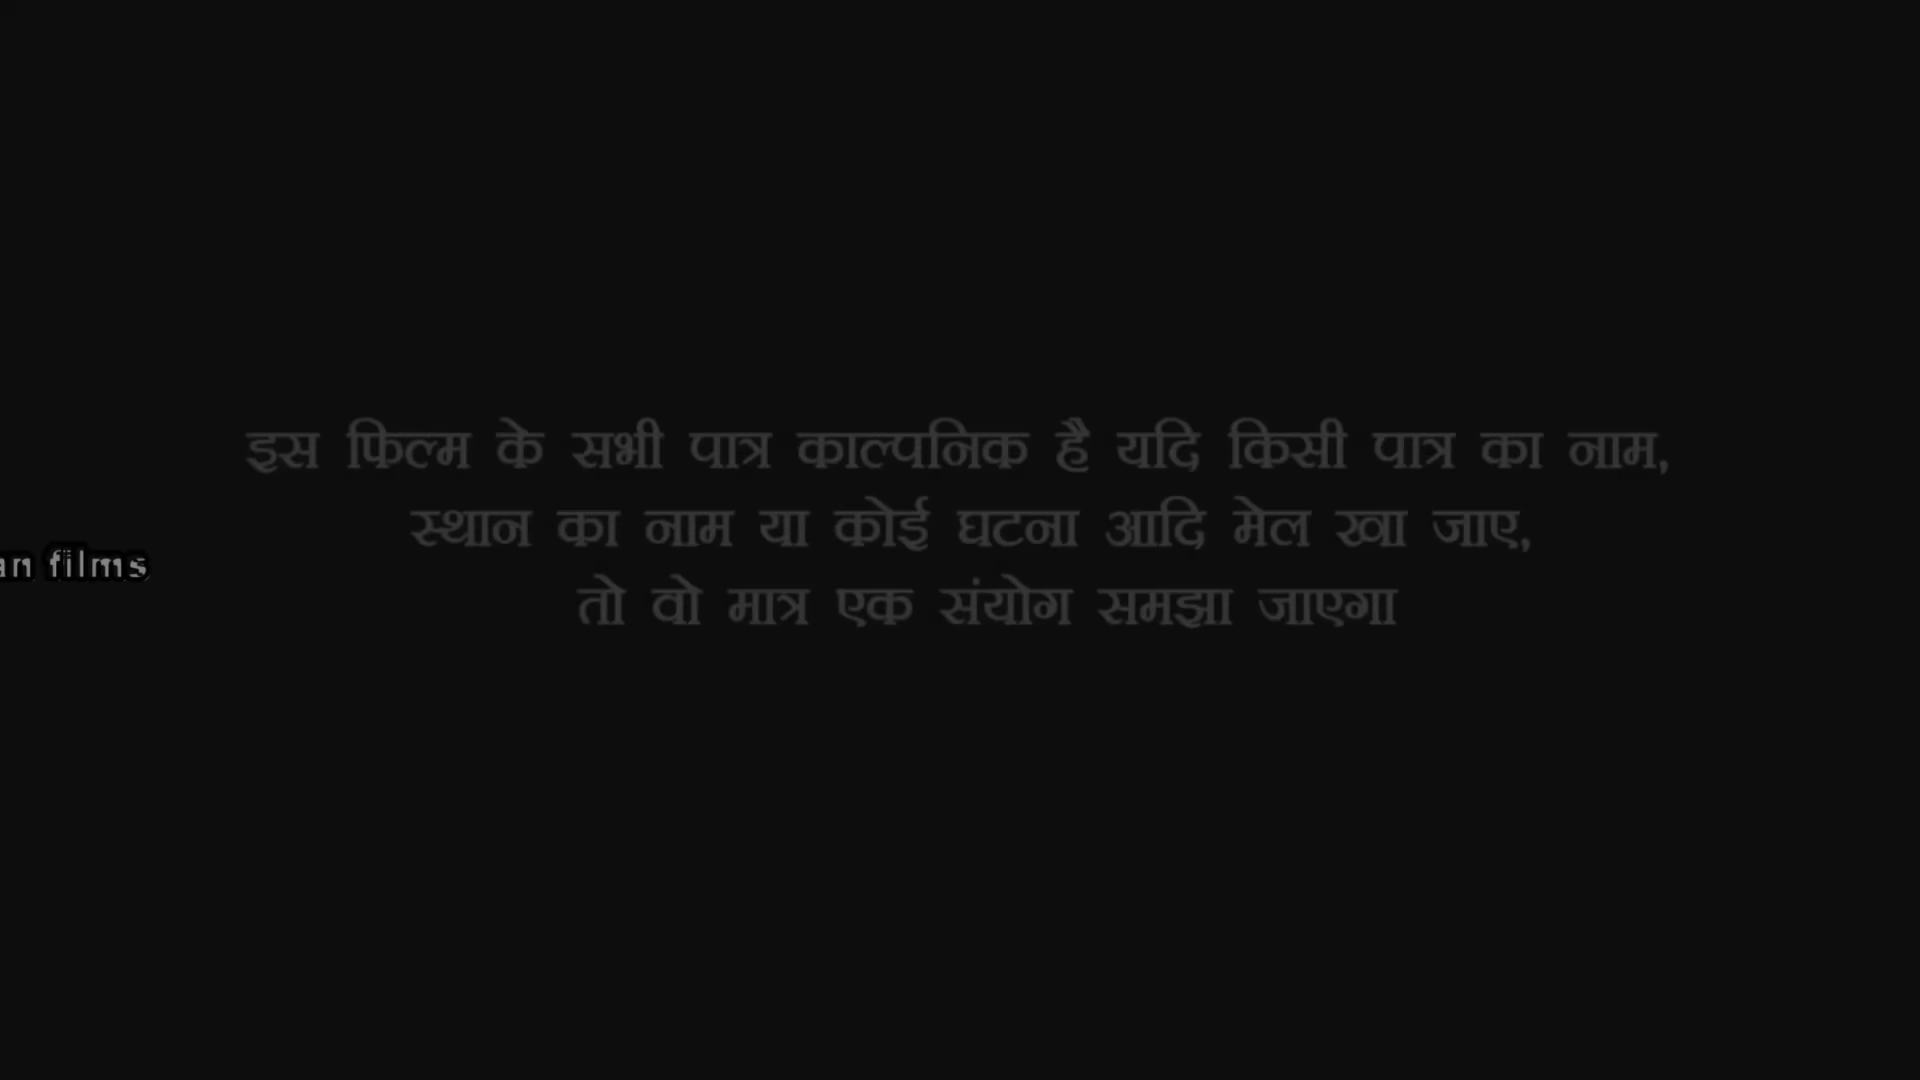 इस फिल्म के सभी पात्र काल्पनिक है यदि किसी पात्र का नाम,
स्थान का नाम या कोई घटना आदि मेल खा जाए,
तो वो मात्र एक संयोग समझा जाएगा
an films